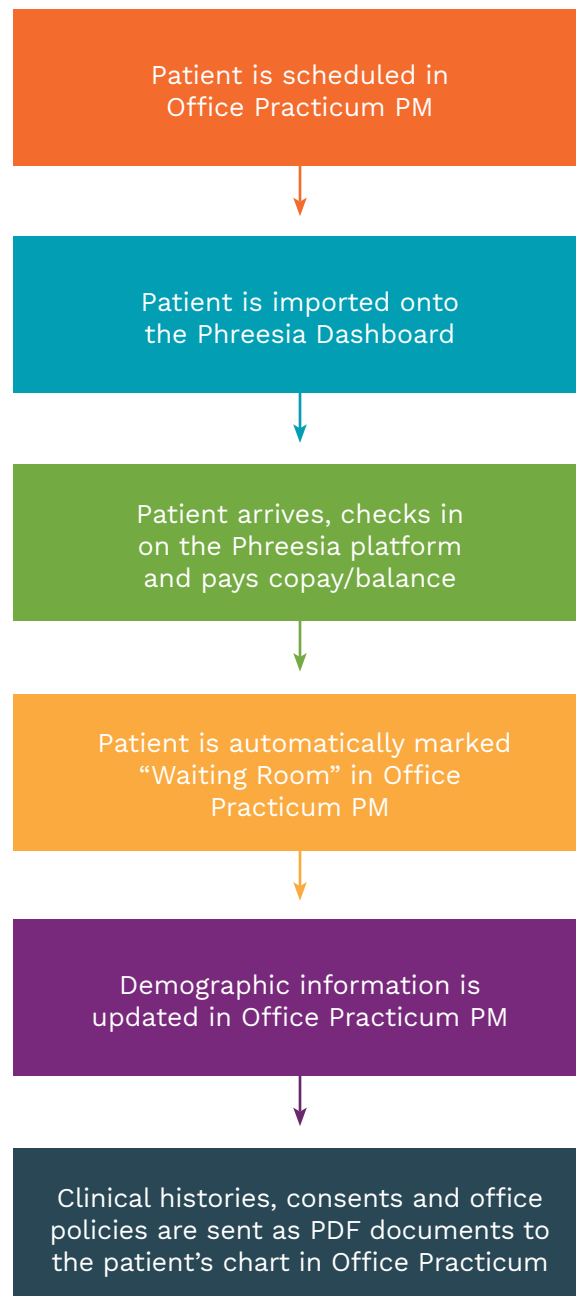 Patient is scheduled in
Office Practicum PM
Patient is imported onto
the Phreesia Dashboard
Patient arrives, checks in
on the Phreesia platform
and pays copay/balance
Patient is automatically marked
“Waiting Room” in Office
Practicum PM
Demographic information is
updated in Office Practicum PM
Clinical histories, consents and office
policies are sent as PDF documents to
the patient’s chart in Office Practicum